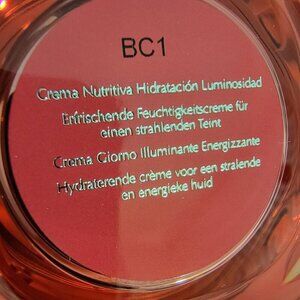 BC1
Crema Nutritiva Hidratación Luminosidad
Erfrischende Feuchtigkeitscreme für
einen strahlenden Teint
Crema Giorno Illuminante Energizzante
Hydraterende crème voor een stralende
en energieke huid